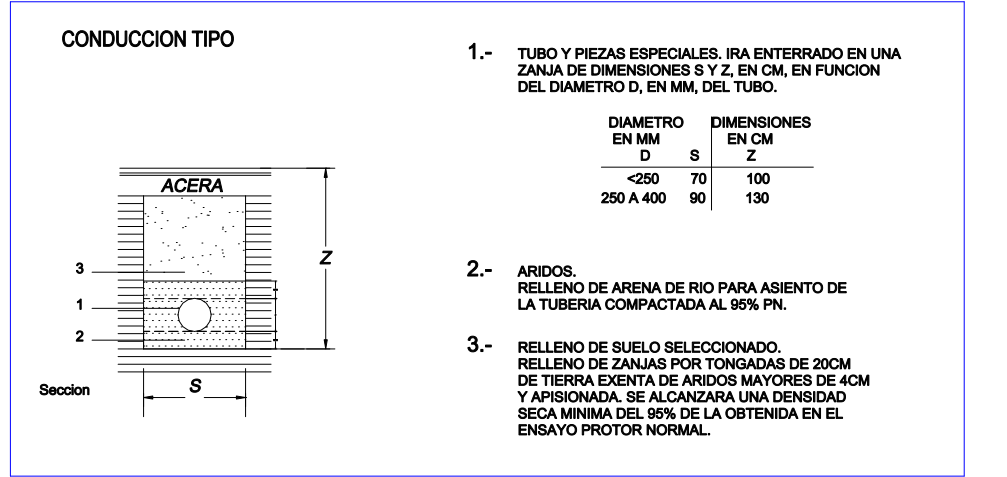 CONDUCCION TIPO
1.- TUBO Y PIEZAS ESPECIALES. IRA ENTERRADO EN UNA
ZANJA DE DIMENSIONES S Y Z, EN CM, EN FUNCION
DEL DIAMETRO D, EN MM, DEL TUBO.
DIAMETRO DIMENSIONES
EN MM EN CM
D S Z
<250 70 100
250 A 400 90 130
ACERA
Z
3
1
2
S
Seccion
2.- ARIDOS.
RELLENO DE ARENA DE RIO PARA ASIENTO DE
LA TUBERIA COMPACTADA AL 95% PN.
3.- RELLENO DE SUELO SELECCIONADO.
RELLENO DE ZANJAS POR TONGADAS DE 20CM
DE TIERRA EXENTA DE ARIDOS MAYORES DE 4CM
Y APISIONADA. SE ALCANZARA UNA DENSIDAD
SECA MINIMA DEL 95% DE LA OBTENIDA EN EL
ENSAYO PROTOR NORMAL.